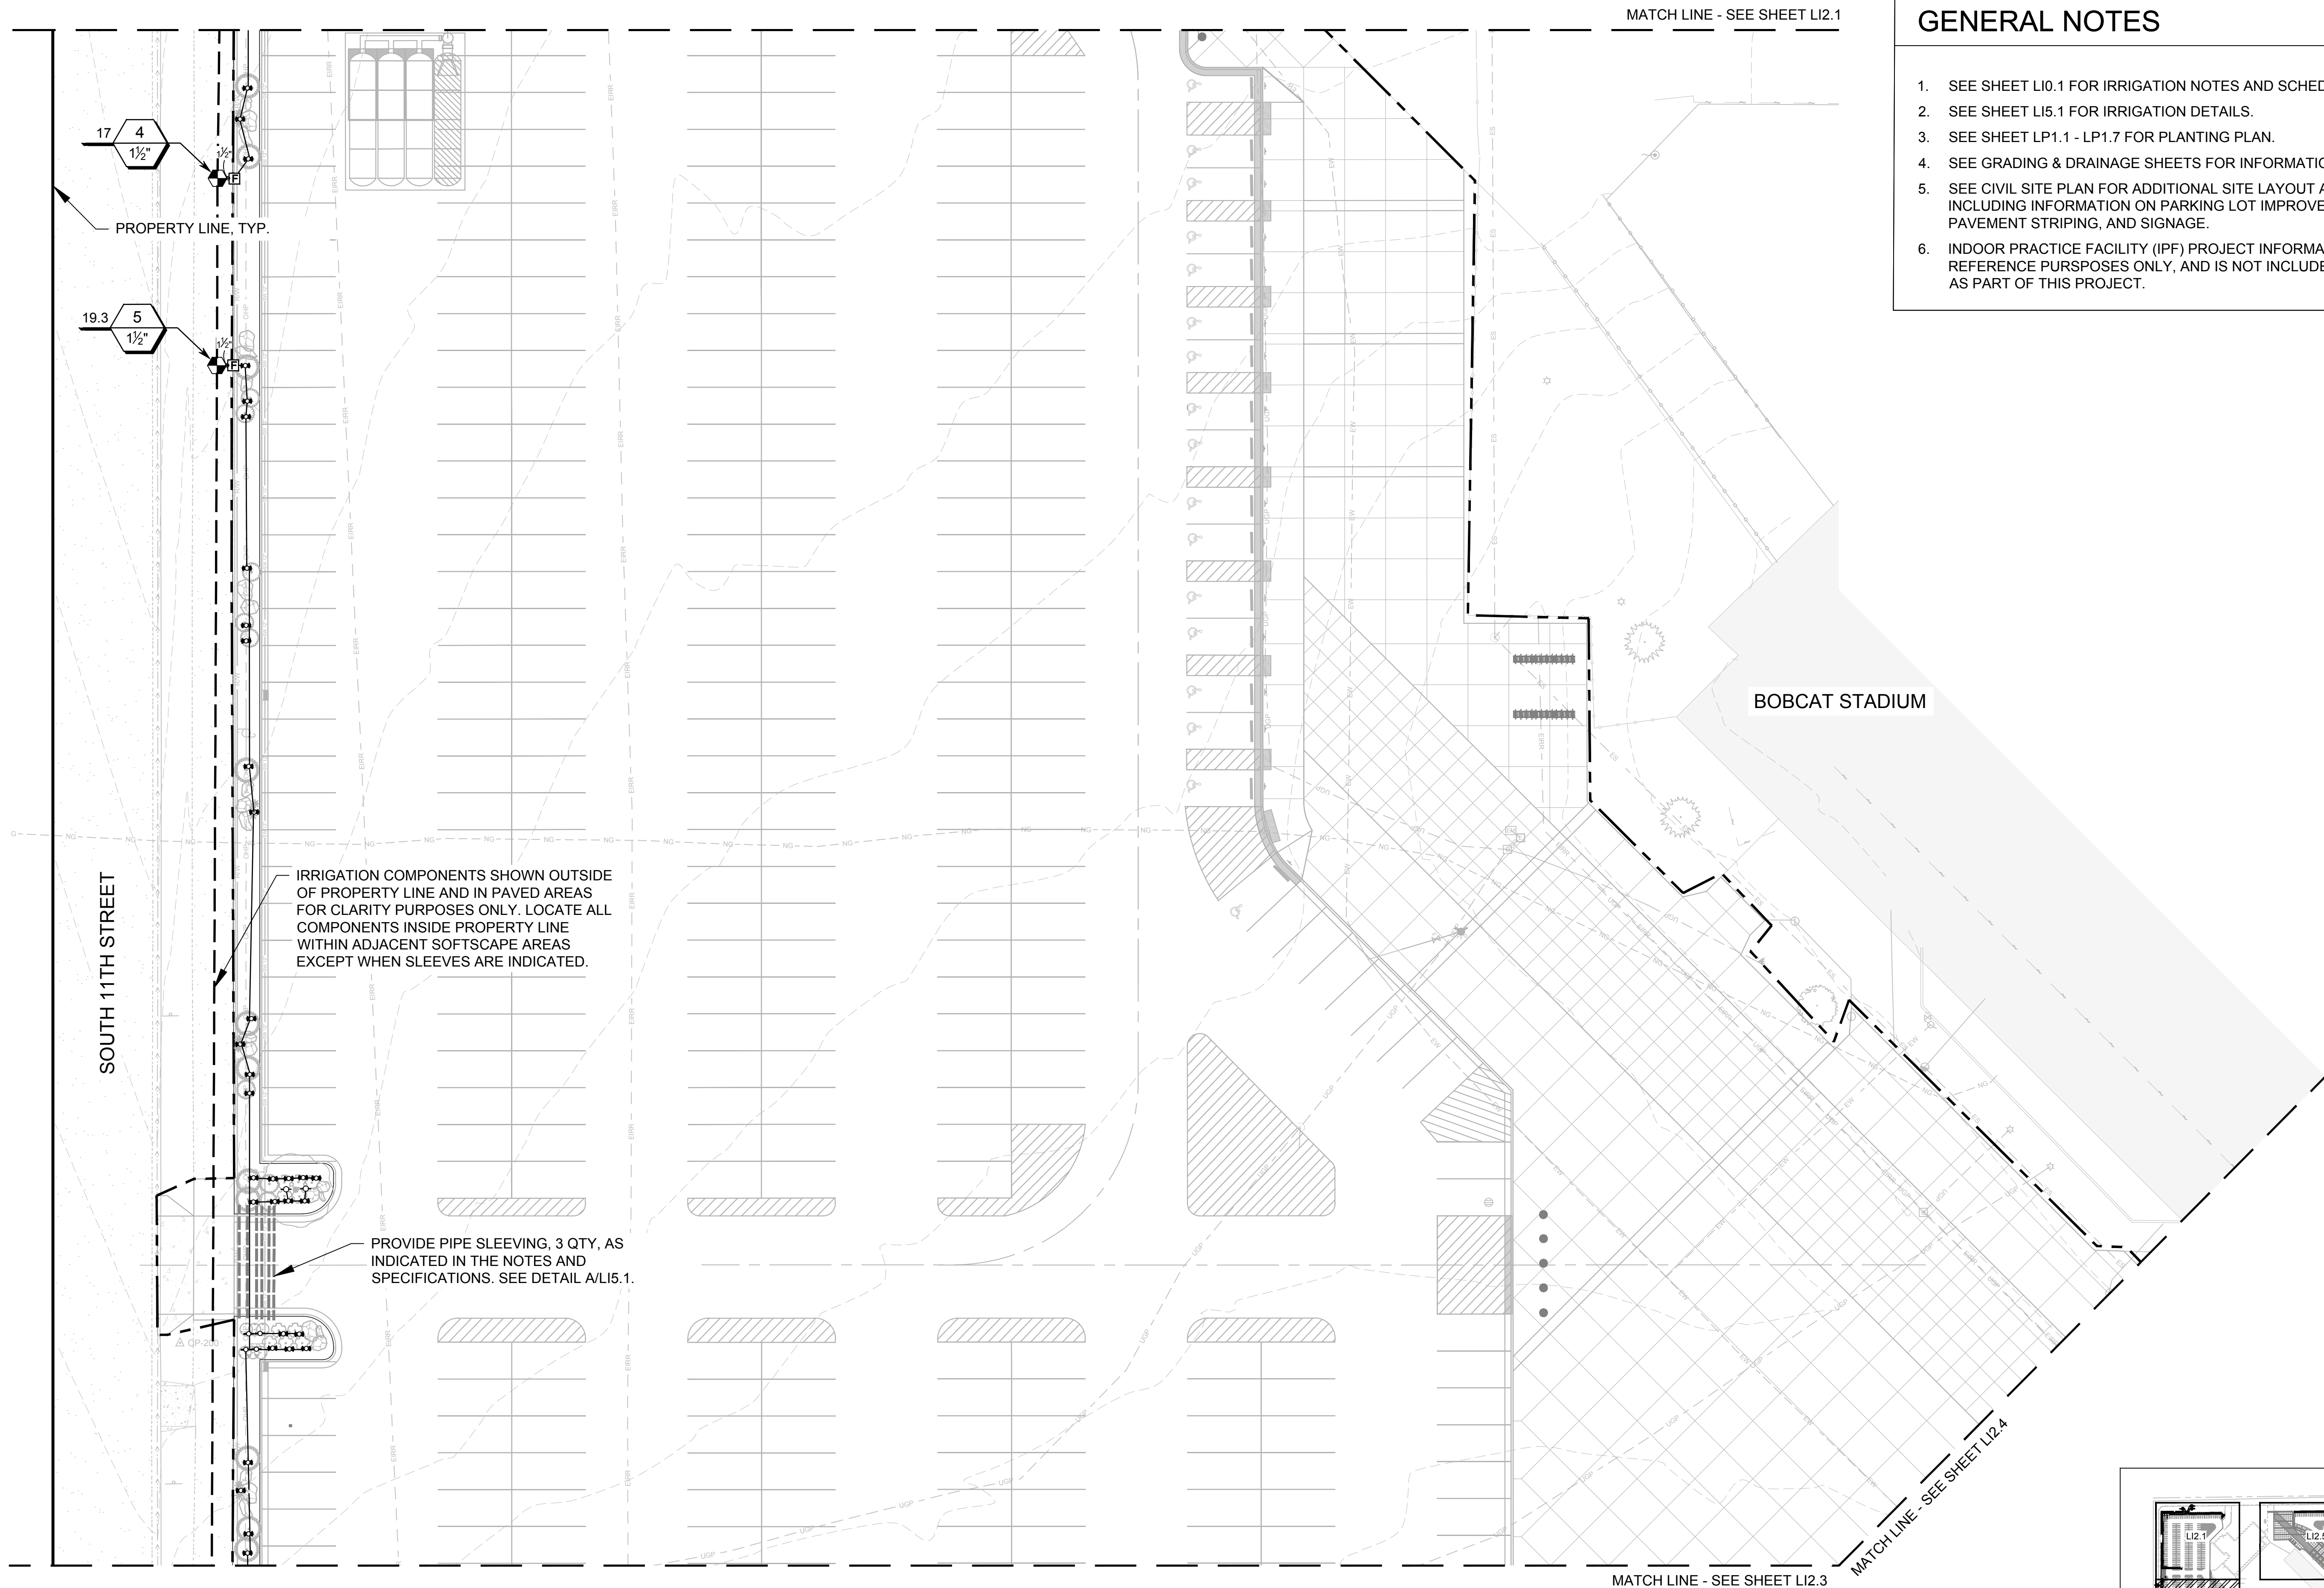 MATCH LINE - SEE SHEET LI2.1
GENERAL NOTES
1. SEE SHEET LI0.1 FOR IRRIGATION NOTES AND SCHED
2. SEE SHEET LI5.1 FOR IRRIGATION DETAILS.
3. SEE SHEET LP1.1 - LP1.7 FOR PLANTING PLAN.
4. SEE GRADING & DRAINAGE SHEETS FOR INFORMATIO
5. SEE CIVIL SITE PLAN FOR ADDITIONAL SITE LAYOUT A
INCLUDING INFORMATION ON PARKING LOT IMPROVE
PAVEMENT STRIPING, AND SIGNAGE.
6. INDOOR PRACTICE FACILITY (IPF) PROJECT INFORMA
REFERENCE PURSPOSES ONLY, AND IS NOT INCLUDE
AS PART OF THIS PROJECT.
17
4
1½"
1½"
F
PROPERTY LINE, TYP.
19.3
5
1½"
1½"
F
BOBCAT STADIUM
SOUTH 11TH STREET
IRRIGATION COMPONENTS SHOWN OUTSIDE
OF PROPERTY LINE AND IN PAVED AREAS
FOR CLARITY PURPOSES ONLY. LOCATE ALL
COMPONENTS INSIDE PROPERTY LINE
WITHIN ADJACENT SOFTSCAPE AREAS
EXCEPT WHEN SLEEVES ARE INDICATED.
PROVIDE PIPE SLEEVING, 3 QTY, AS
INDICATED IN THE NOTES AND
SPECIFICATIONS. SEE DETAIL A/LI5.1.
CP-200
MATCH LINE - SEE SHEET LI2.4
MATCH LINE - SEE SHEET LI2.3
LI2.1
LI2.5